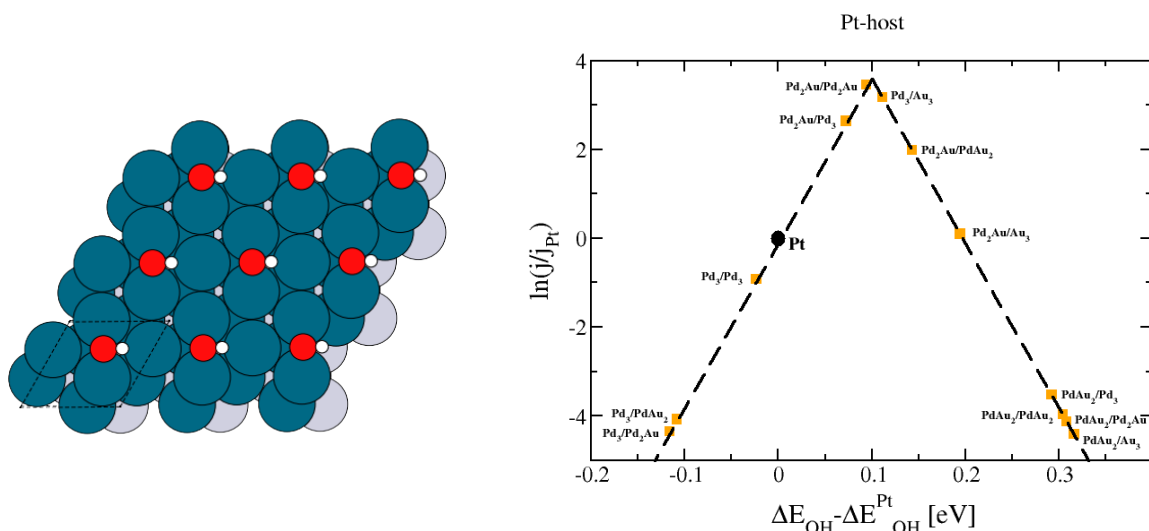 Pt-host
4
2
0
-2
-4
ln(j/j_Pt)
Pd₂Au/Pd₂Au
Pd₃/Au₃
Pd₂Au/Pd₃
Pd₂Au/PdAu₂
Pd₂Au/Au₃
Pt
Pd₃/Pd₃
PdAu₂/Pd₃
Pd₃/PdAu₂
PdAu₂/PdAu₂
PdAu₂/Pd₂Au
Pd₃/Pd₂Au
PdAu₂/Au₃
-0.2
-0.1
0
0.1
0.2
0.3
ΔE_OH-ΔE^Pt_OH [eV]